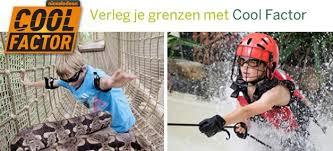 nickelodeon
COOL
FACTOR
Verleg je grenzen met Cool Factor